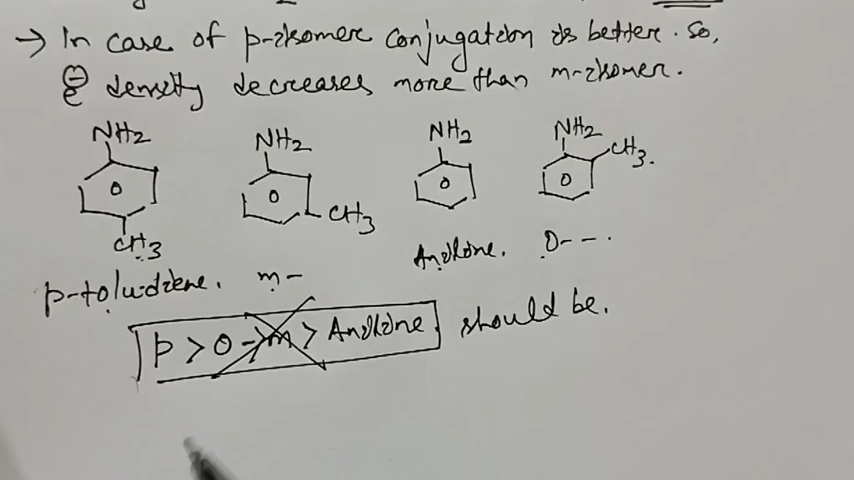 → In case of p-isomer conjugation is better. So,
ē density decreases more than m-isomer.
NH2 NH2 NH2 NH2
CH3.
CH3
CH3
Aniline. O--.
p-toluidiene. m-
p > O-> m > Aniline. should be.